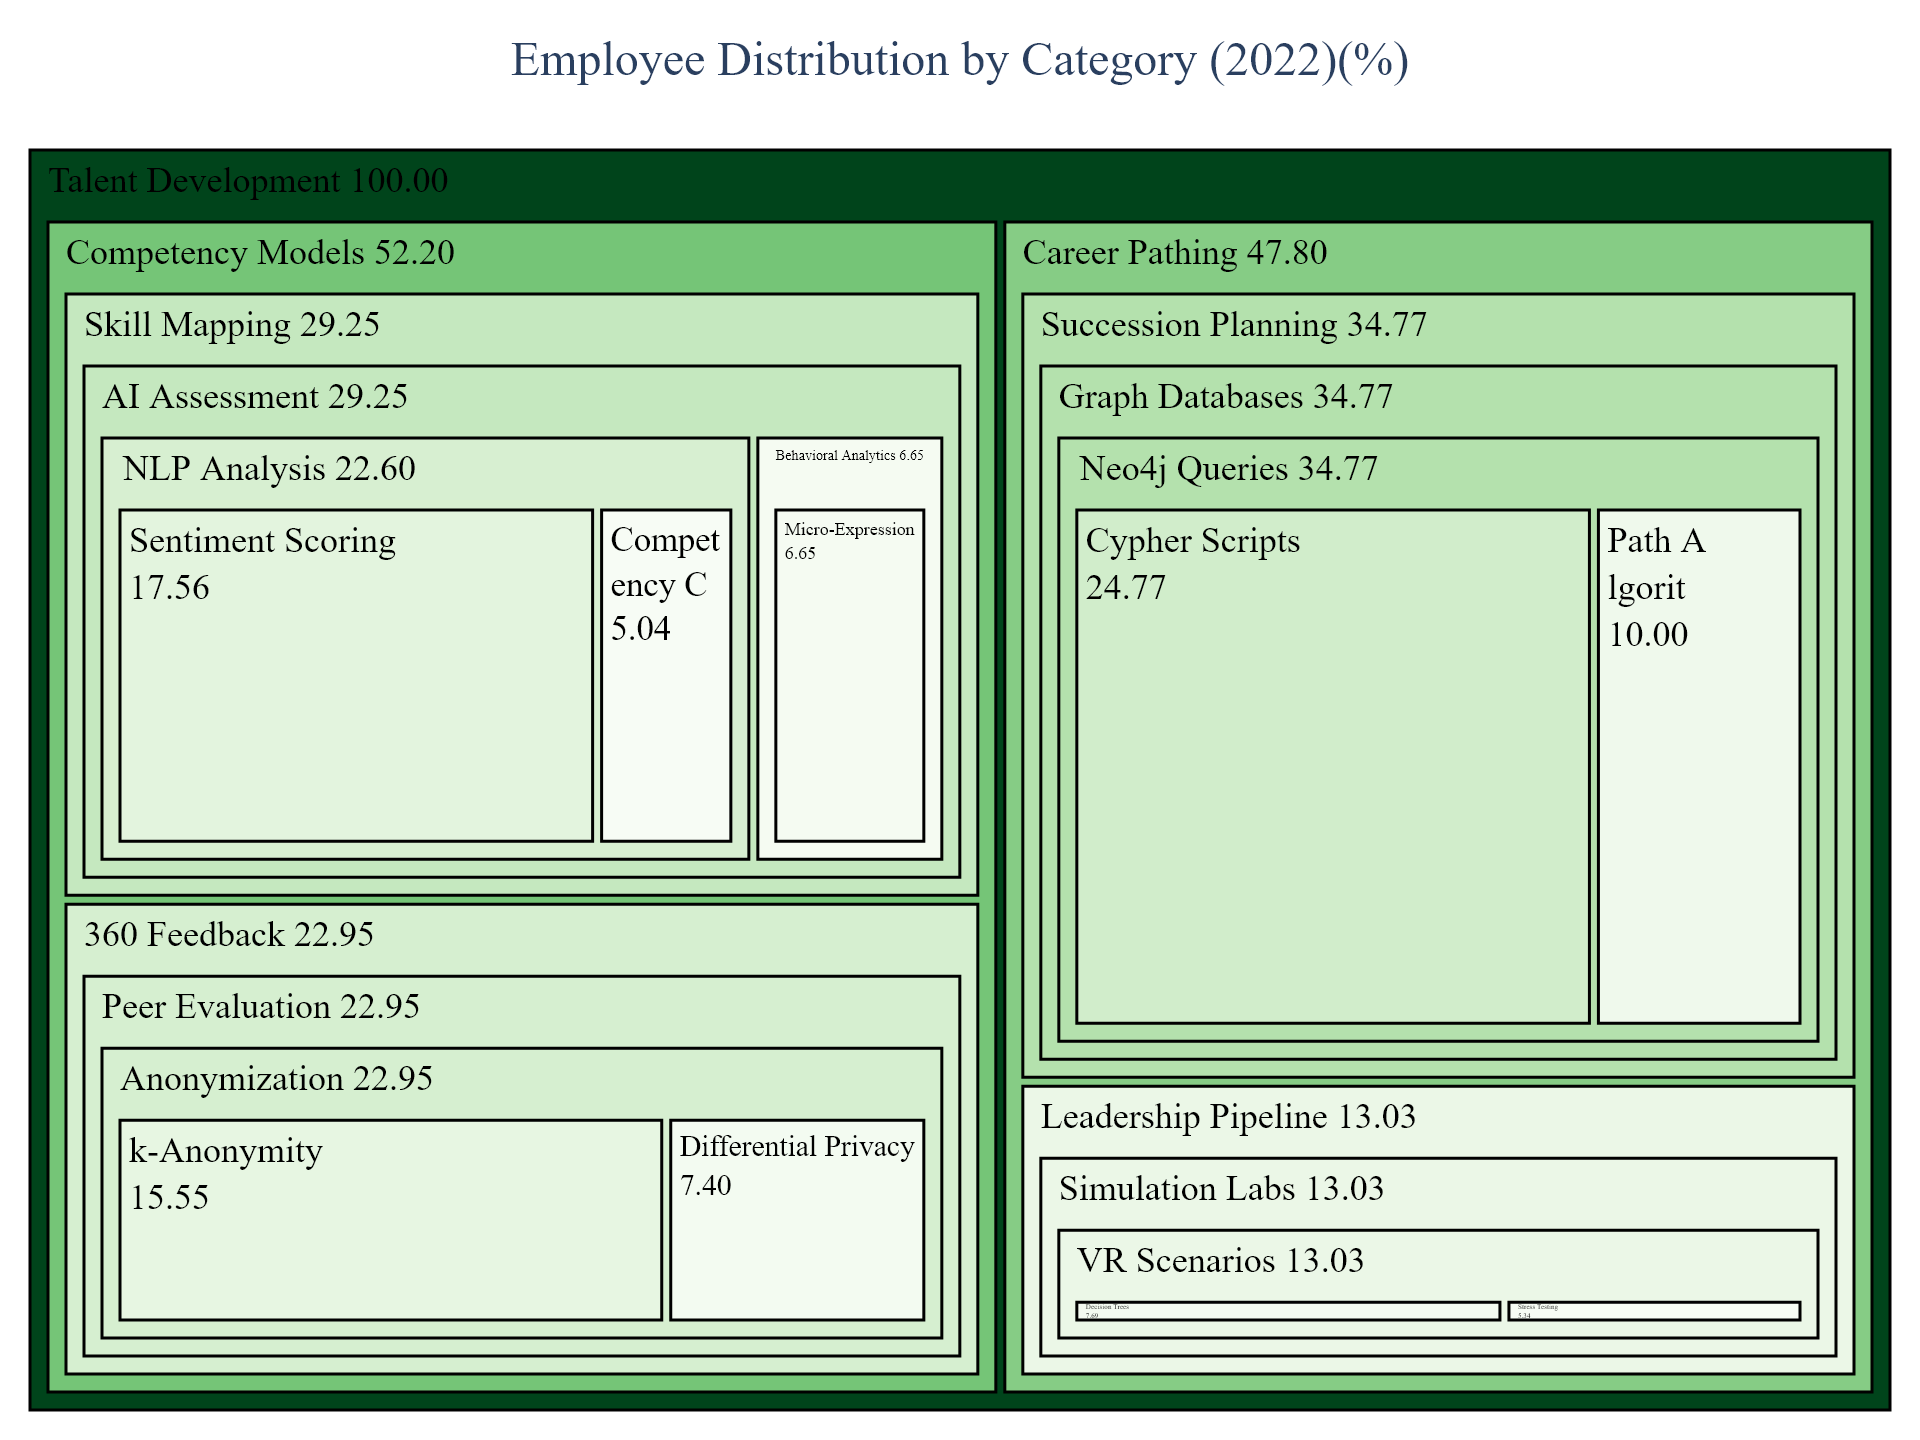 Employee Distribution by Category (2022)(%)
Talent Development 100.00
Competency Models 52.20
Skill Mapping 29.25
AI Assessment 29.25
NLP Analysis 22.60
Sentiment Scoring
17.56
Compet
ency C
5.04
Behavioral Analytics 6.65
Micro-Expression
6.65
360 Feedback 22.95
Peer Evaluation 22.95
Anonymization 22.95
k-Anonymity
15.55
Differential Privacy
7.40
Career Pathing 47.80
Succession Planning 34.77
Graph Databases 34.77
Neo4j Queries 34.77
Cypher Scripts
24.77
Path A
lgorit
10.00
Leadership Pipeline 13.03
Simulation Labs 13.03
VR Scenarios 13.03
Decision Trees
7.69
Stress Testing
5.34